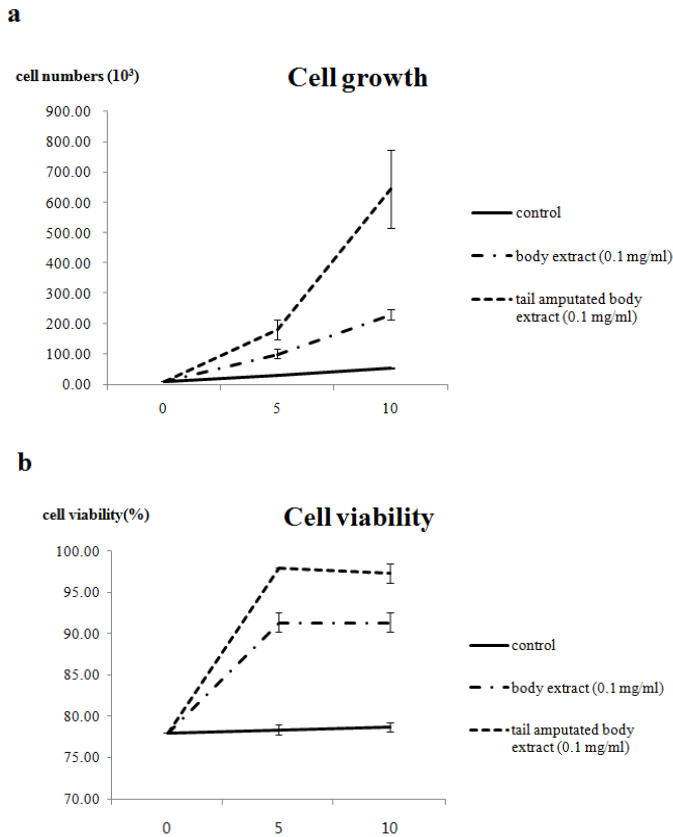 a
cell numbers (10³)
Cell growth
900.00
800.00
700.00
600.00
500.00
400.00
300.00
200.00
100.00
0.00
0 5 10
control
body extract (0.1 mg/ml)
tail amputated body
extract (0.1 mg/ml)
b
cell viability(%)
Cell viability
100.00
95.00
90.00
85.00
80.00
75.00
70.00
0 5 10
control
body extract (0.1 mg/ml)
tail amputated body
extract (0.1 mg/ml)